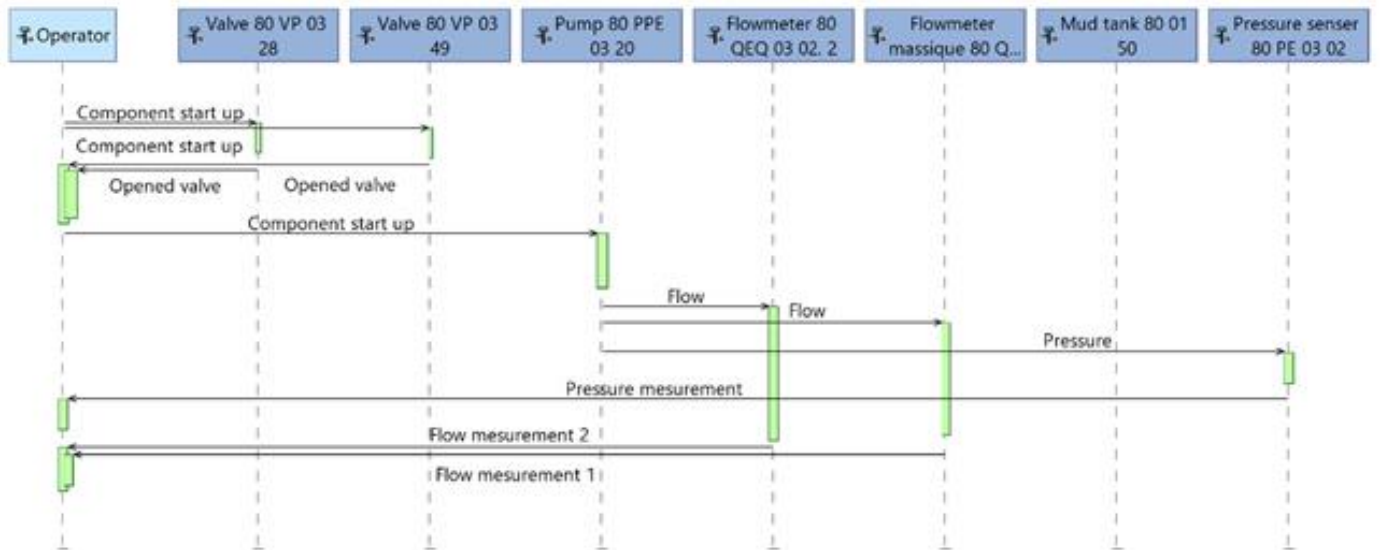 Operator
Valve 80 VP 03
28
Valve 80 VP 03
49
Pump 80 PPE
03 20
Flowmeter 80
QEQ 03 02. 2
Flowmeter
massique 80 Q...
Mud tank 80 01
50
Pressure senser
80 PE 03 02
Component start up
Component start up
Opened valve
Opened valve
Component start up
Flow
Flow
Pressure
Pressure mesurement
Flow mesurement 2
Flow mesurement 1